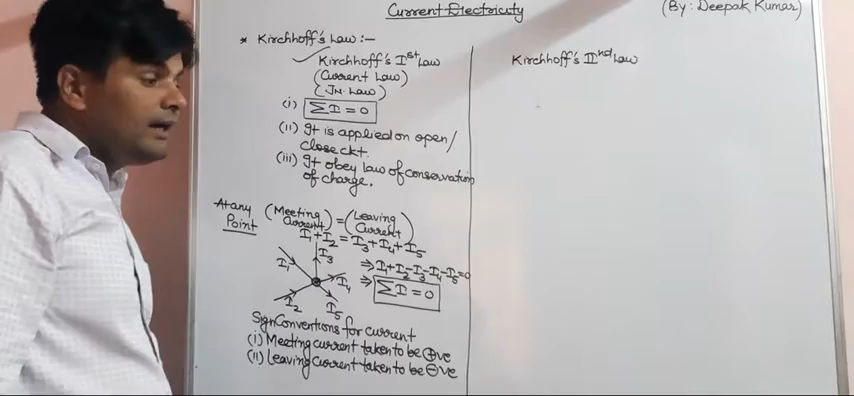 Current Electricity
(By: Deepak Kumar)
* Kirchhoff's Law :-
Kirchhoff's Iˢᵗ Law
(Current Law)
(Jn. Law)
(i) ΣI = 0
(ii) It is applied on open/
close ckt.
(iii) It obey law of conservation
of charge.
At any
Point
(Meeting Current) = (Leaving Current)
I₁+I₂ = I₃+I₄+I₅
⇒ I₁+I₂-I₃-I₄-I₅=0
⇒ ΣI = 0
I₁
I₂
I₃
I₄
I₅
Sign Conventions for current
(i) Meeting current taken to be ⊕ve
(ii) Leaving current taken to be ⊖ve
Kirchhoff's IIⁿᵈ Law